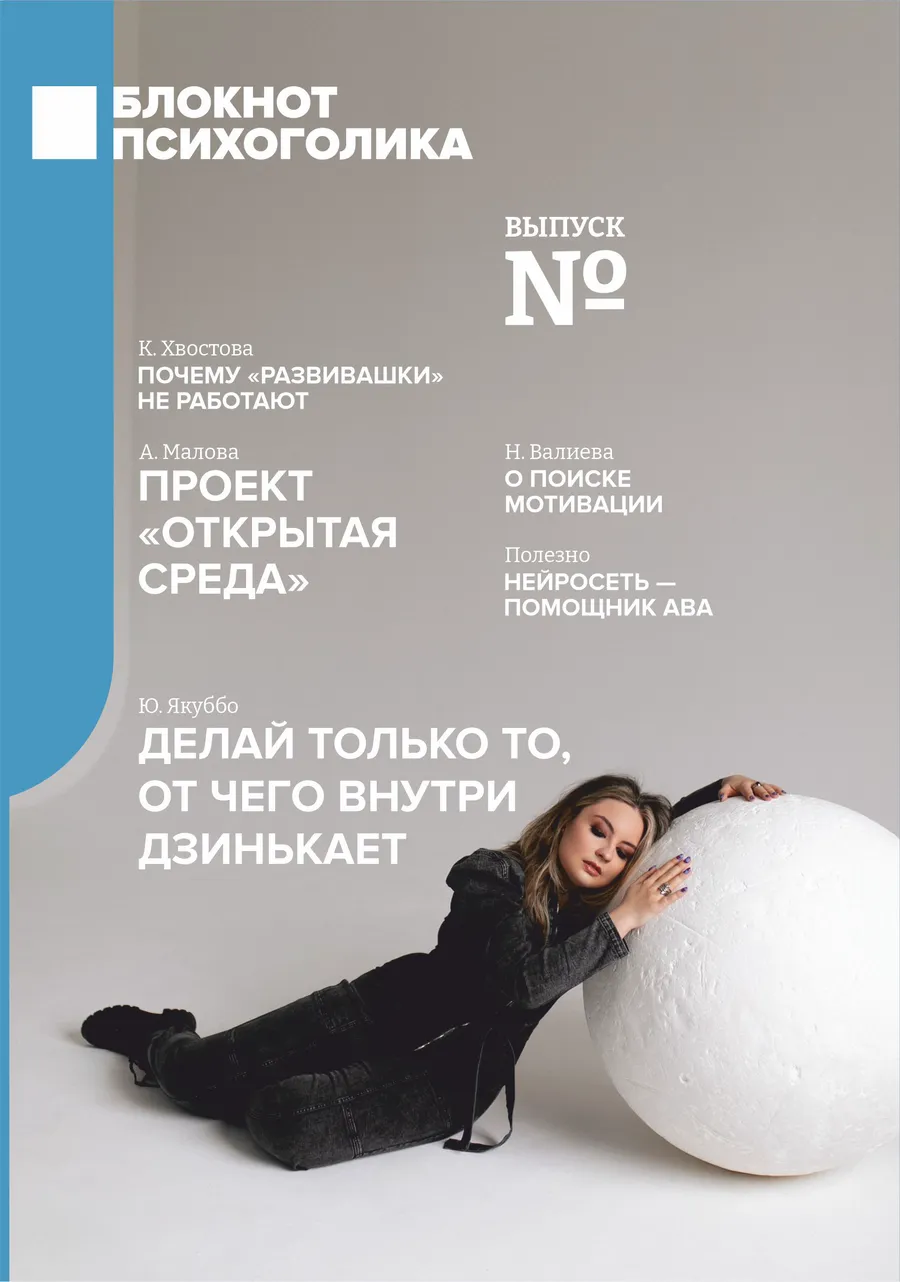 БЛОКНОТ
ПСИХОГОЛИКА
ВЫПУСК
№
К. Хвостова
ПОЧЕМУ «РАЗВИВАШКИ»
НЕ РАБОТАЮТ
А. Малова
ПРОЕКТ
«ОТКРЫТАЯ
СРЕДА»
Н. Валиева
О ПОИСКЕ
МОТИВАЦИИ
Полезно
НЕЙРОСЕТЬ —
ПОМОЩНИК АВА
Ю. Якуббо
ДЕЛАЙ ТОЛЬКО ТО,
ОТ ЧЕГО ВНУТРИ
ДЗИНЬКАЕТ